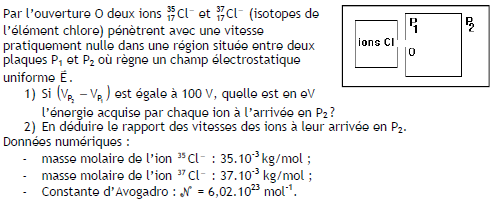 Par l'ouverture O deux ions ³⁵₁₇Cl⁻ et ³⁷₁₇Cl⁻ (isotopes de
l'élément chlore) pénètrent avec une vitesse
pratiquement nulle dans une région située entre deux
plaques P₁ et P₂ où règne un champ électrostatique
uniforme É.
1) Si (V_P₂ – V_P₁) est égale à 100 V, quelle est en eV
l'énergie acquise par chaque ion à l'arrivée en P₂?
2) En déduire le rapport des vitesses des ions à leur arrivée en P₂.
Données numériques :
- masse molaire de l'ion ³⁵Cl⁻ : 35.10⁻³ kg/mol ;
- masse molaire de l'ion ³⁷Cl⁻ : 37.10⁻³ kg/mol ;
- Constante d'Avogadro : 𝒩 = 6,02.10²³ mol⁻¹.
ions Cl
P₁
O
P₂